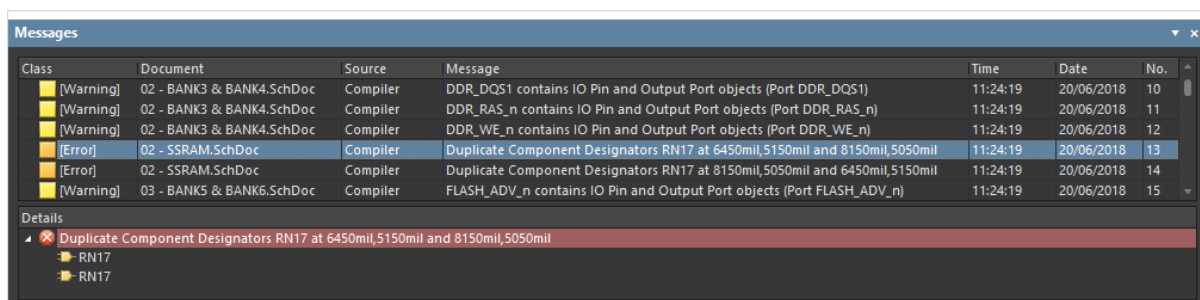 Messages
Class Document Source Message Time Date No.
[Warning] 02 - BANK3 & BANK4.SchDoc Compiler DDR_DQS1 contains IO Pin and Output Port objects (Port DDR_DQS1) 11:24:19 20/06/2018 10
[Warning] 02 - BANK3 & BANK4.SchDoc Compiler DDR_RAS_n contains IO Pin and Output Port objects (Port DDR_RAS_n) 11:24:19 20/06/2018 11
[Warning] 02 - BANK3 & BANK4.SchDoc Compiler DDR_WE_n contains IO Pin and Output Port objects (Port DDR_WE_n) 11:24:19 20/06/2018 12
[Error] 02 - SSRAM.SchDoc Compiler Duplicate Component Designators RN17 at 6450mil,5150mil and 8150mil,5050mil 11:24:19 20/06/2018 13
[Error] 02 - SSRAM.SchDoc Compiler Duplicate Component Designators RN17 at 8150mil,5050mil and 6450mil,5150mil 11:24:19 20/06/2018 14
[Warning] 03 - BANK5 & BANK6.SchDoc Compiler FLASH_ADV_n contains IO Pin and Output Port objects (Port FLASH_ADV_n) 11:24:19 20/06/2018 15
Details
Duplicate Component Designators RN17 at 6450mil,5150mil and 8150mil,5050mil
RN17
RN17